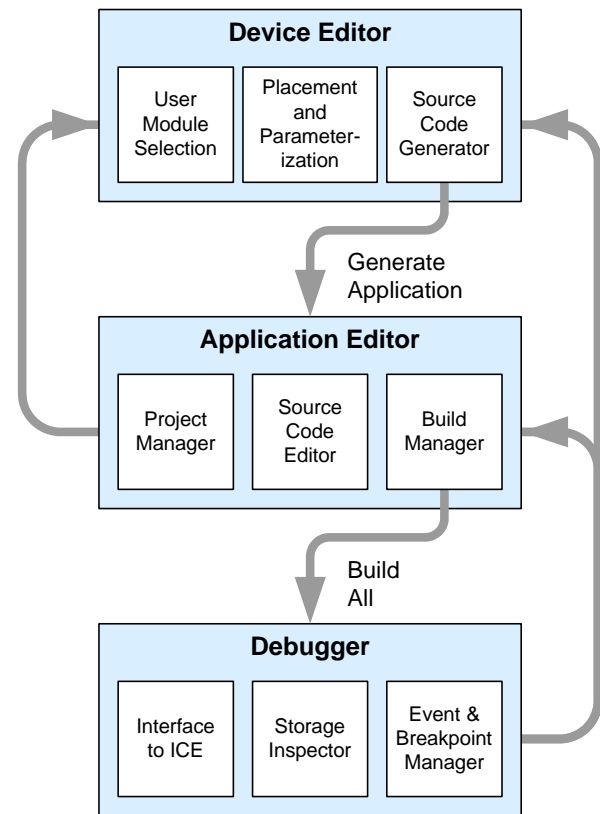 Device Editor
User
Module
Selection
Placement
and
Parameter-
ization
Source
Code
Generator
Generate
Application
Application Editor
Project
Manager
Source
Code
Editor
Build
Manager
Build
All
Debugger
Interface
to ICE
Storage
Inspector
Event &
Breakpoint
Manager